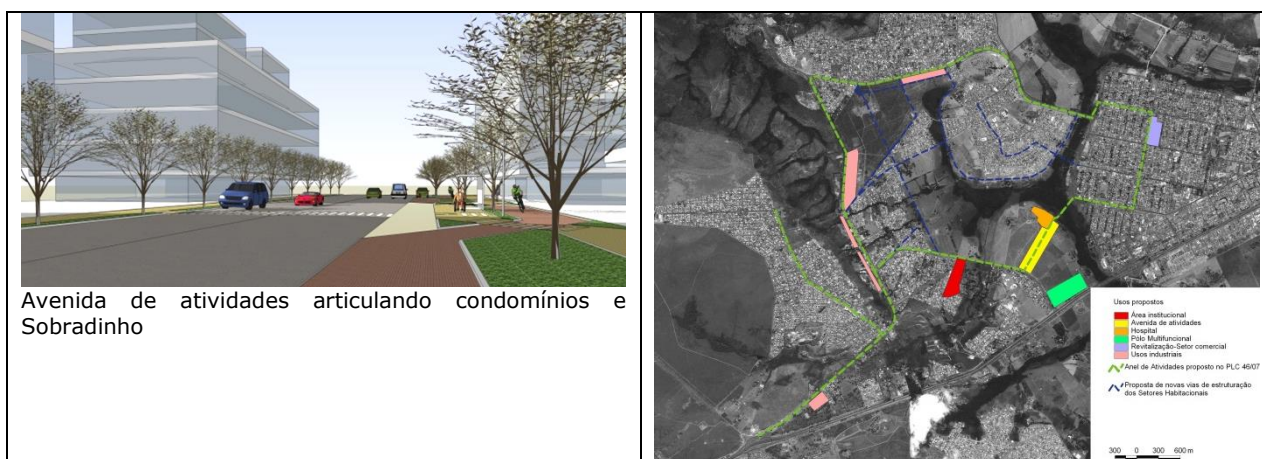 Avenida de atividades articulando condomínios e
Sobradinho
Usos propostos
Área institucional
Avenida de atividades
Hospital
Pólo Multifuncional
Revitalização-Setor comercial
Usos industriais
Anel de Atividades proposto no PLC 46/07
Proposta de novas vias de estruturação
dos Setores Habitacionais
300 0 300 600 m